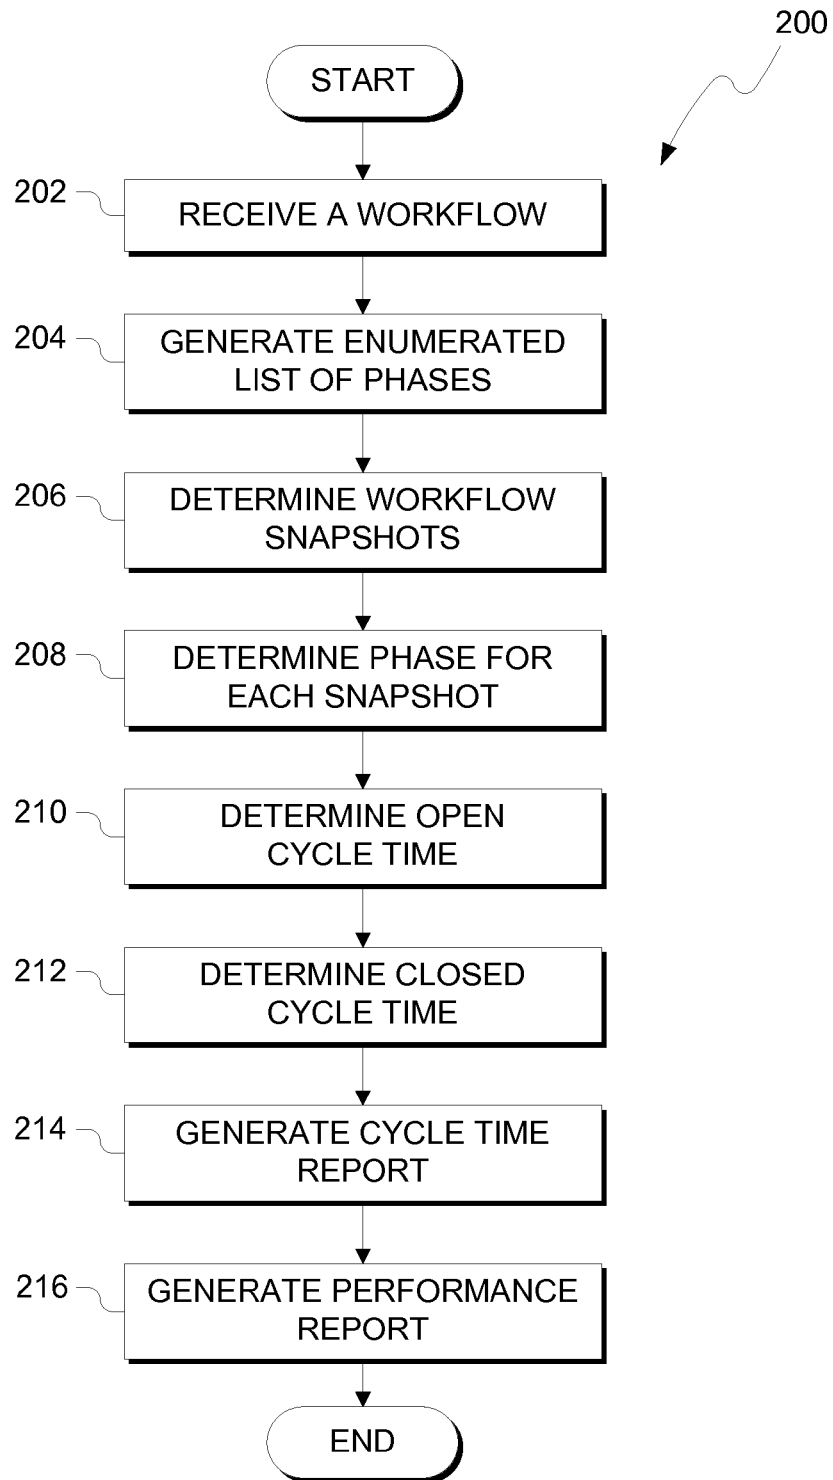 200
START
202
RECEIVE A WORKFLOW
204
GENERATE ENUMERATED
LIST OF PHASES
206
DETERMINE WORKFLOW
SNAPSHOTS
208
DETERMINE PHASE FOR
EACH SNAPSHOT
210
DETERMINE OPEN
CYCLE TIME
212
DETERMINE CLOSED
CYCLE TIME
214
GENERATE CYCLE TIME
REPORT
216
GENERATE PERFORMANCE
REPORT
END